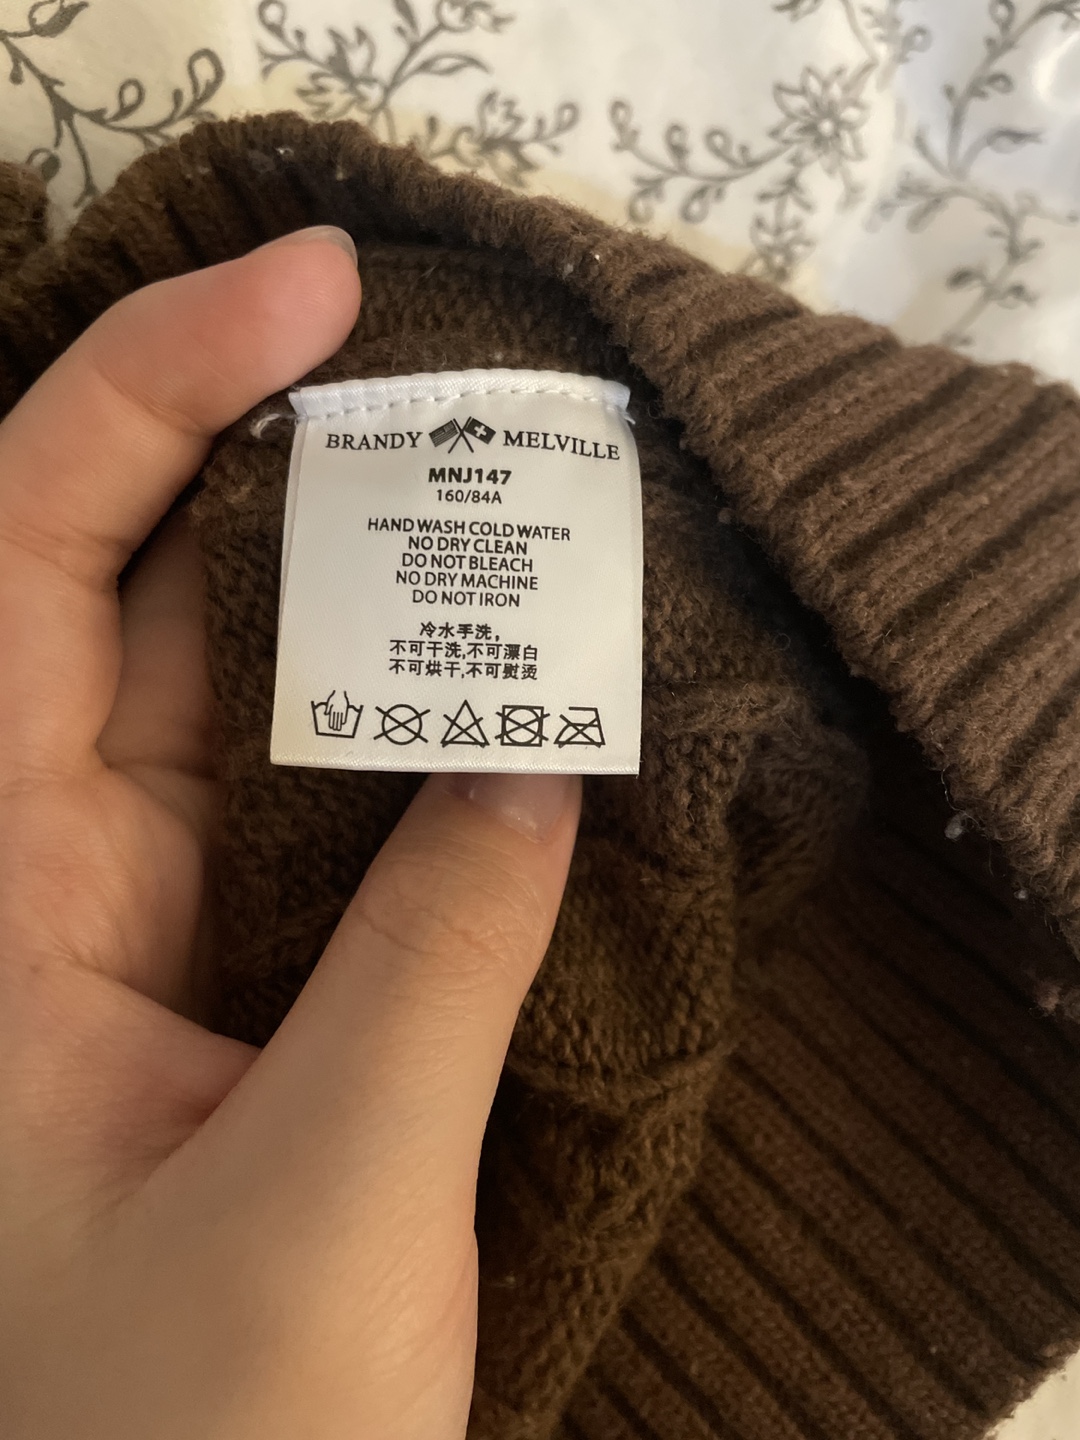 BRANDY MELVILLE
MNJ147
160/84A
HAND WASH COLD WATER
NO DRY CLEAN
DO NOT BLEACH
NO DRY MACHINE
DO NOT IRON
冷水手洗，
不可干洗,不可漂白
不可烘干,不可熨烫